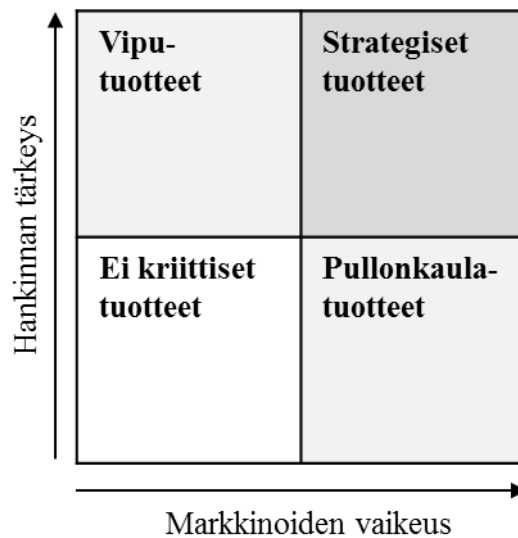 Vipu-
tuotteet
Strategiset
tuotteet
Ei kriittiset
tuotteet
Pullonkaula-
tuotteet
Hankinnan tärkeys
Markkinoiden vaikeus